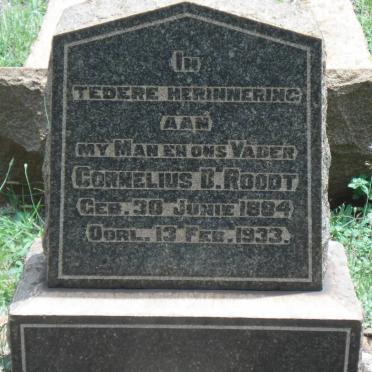 IN
TEDERE HERINNERING
AAN
MY MAN EN ONS VADER
CORNELIUS D. ROODT
GEB. 30 JUNIE 1884
OORL. 13 FEB. 1933.